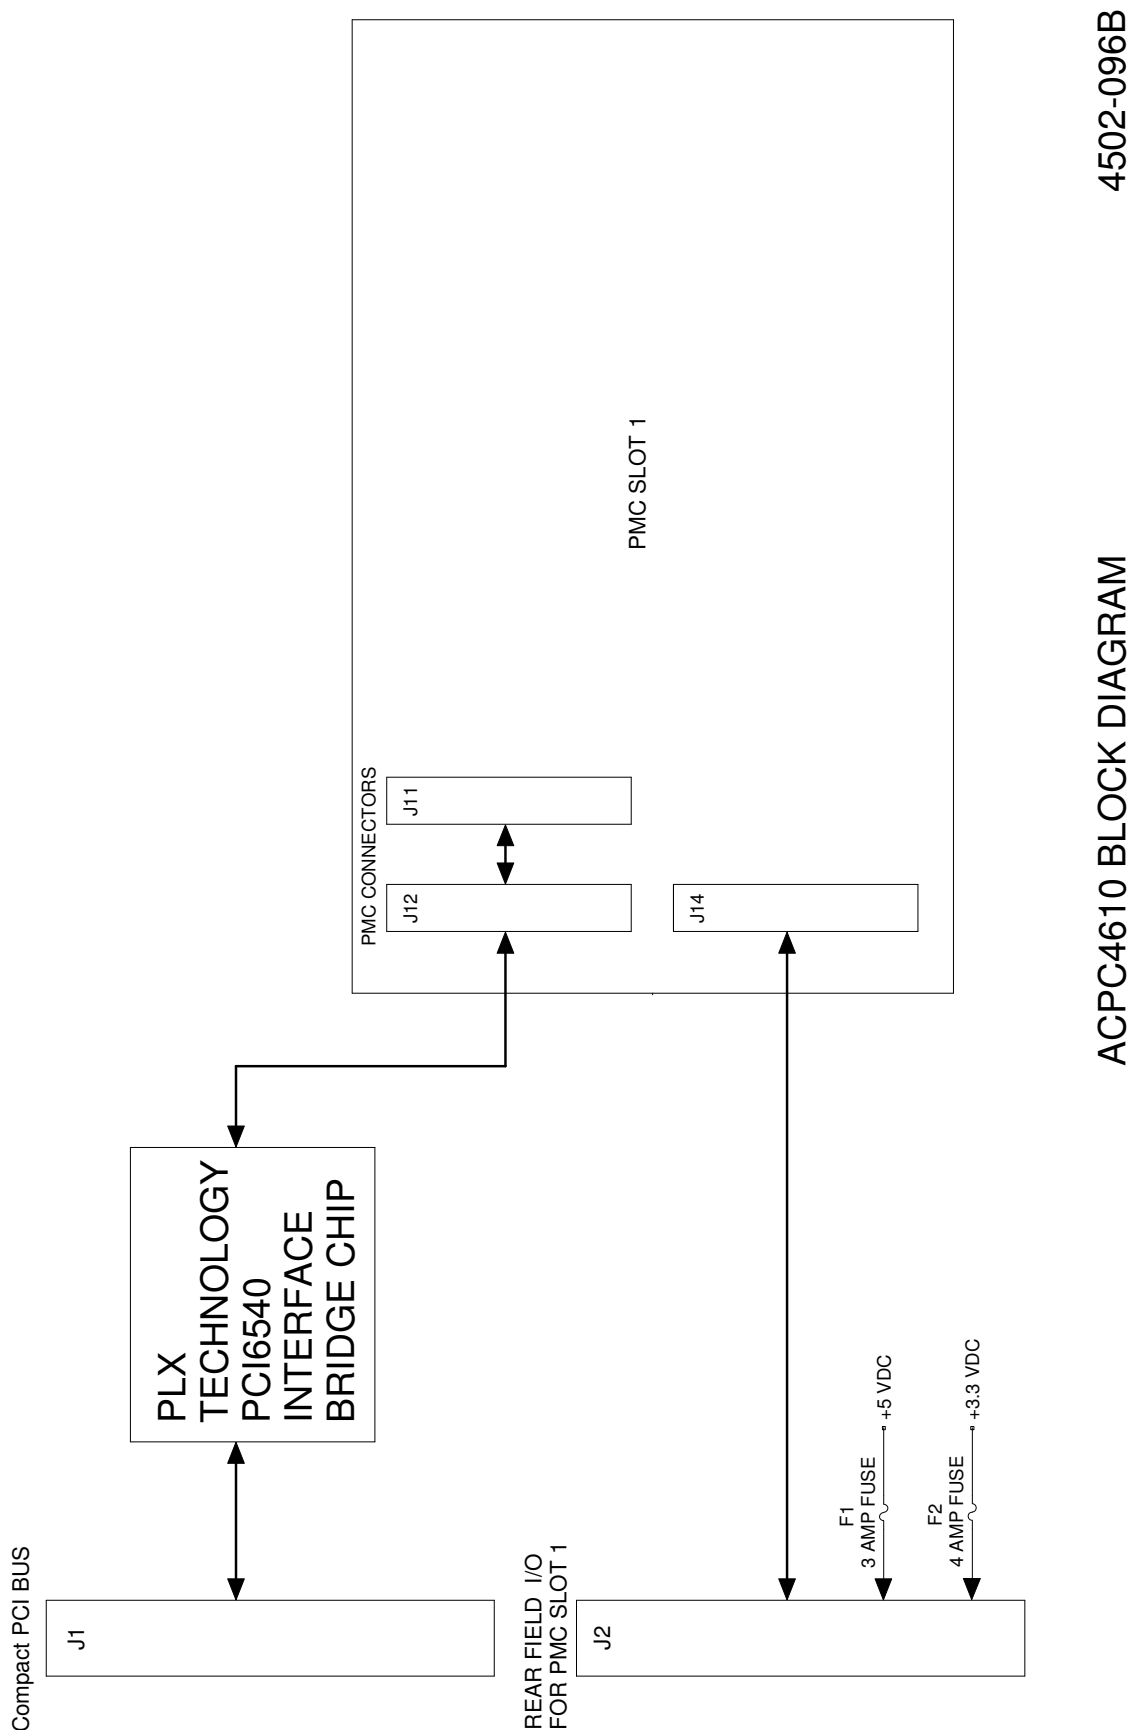 Compact PCI BUS
J1
PLX
TECHNOLOGY
PCI6540
INTERFACE
BRIDGE CHIP
PMC CONNECTORS
J12
J11
PMC SLOT 1
J14
REAR FIELD I/O
FOR PMC SLOT 1
J2
F1
3 AMP FUSE
+5 VDC
F2
4 AMP FUSE
+3.3 VDC
ACPC4610 BLOCK DIAGRAM
4502-096B